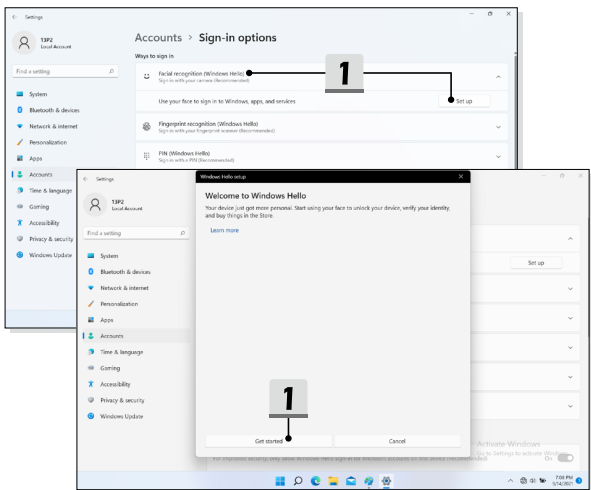 Settings
13P2
Local Account
Find a setting
System
Bluetooth & devices
Network & internet
Personalization
Apps
Accounts
Time & language
Gaming
Accessibility
Privacy & security
Windows Update
Accounts > Sign-in options
Ways to sign in
Facial recognition (Windows Hello)
Sign in with your camera (Recommended)
1
Use your face to sign in to Windows, apps, and services
Set up
Fingerprint recognition (Windows Hello)
Sign in with your fingerprint scanner (Recommended)
PIN (Windows Hello)
Sign in with a PIN (Recommended)
Settings
13P2
Local Account
Find a setting
System
Bluetooth & devices
Network & internet
Personalization
Apps
Accounts
Time & language
Gaming
Accessibility
Privacy & security
Windows Update
Windows Hello setup
Welcome to Windows Hello
Your device just got more personal. Start using your face to unlock your device, verify your identity,
and buy things in the Store.
Learn more
1
Get started
Cancel
Set up
Activate Windows
Go to Settings to activate
On
7:00 PM
5/14/2021